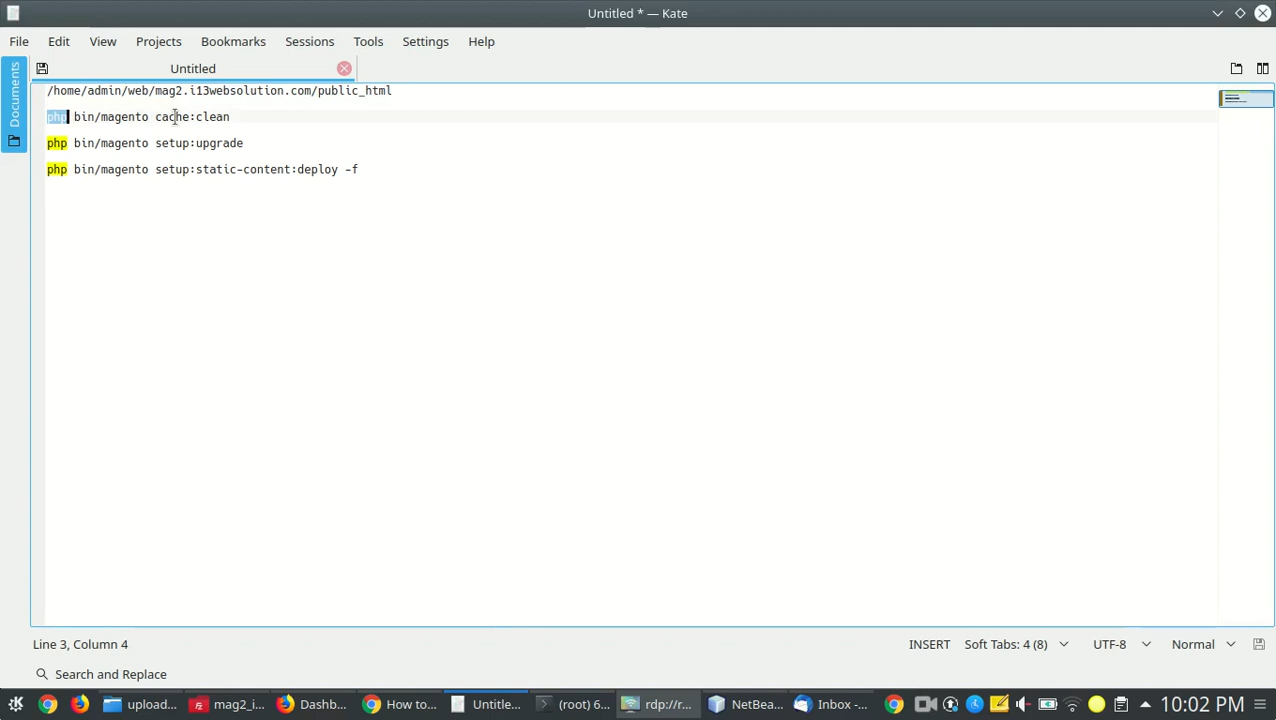 Untitled * — Kate
File Edit View Projects Bookmarks Sessions Tools Settings Help
Documents
Untitled
/home/admin/web/mag2.i13websolution.com/public_html
php bin/magento cache:clean
php bin/magento setup:upgrade
php bin/magento setup:static-content:deploy -f
Line 3, Column 4 INSERT Soft Tabs: 4 (8) UTF-8 Normal
Search and Replace
upload... mag2_i... Dashb... How to... Untitle... (root) 6... rdp://r... NetBea... Inbox -... 10:02 PM